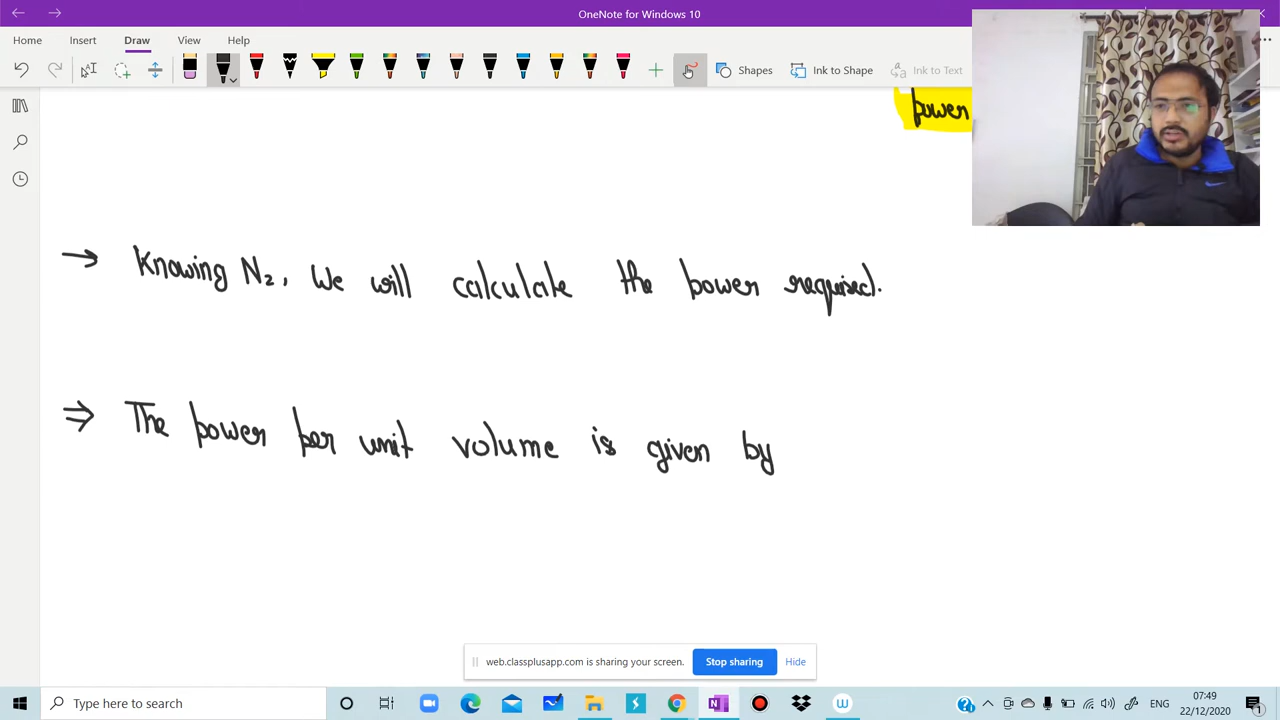 OneNote for Windows 10
Home Insert Draw View Help
Shapes Ink to Shape Ink to Text
power
→ Knowing N₂, We will calculate the power required.
⇒ The power per unit volume is given by
web.classplusapp.com is sharing your screen. Stop sharing Hide
Type here to search
W
ENG
07:49
22/12/2020